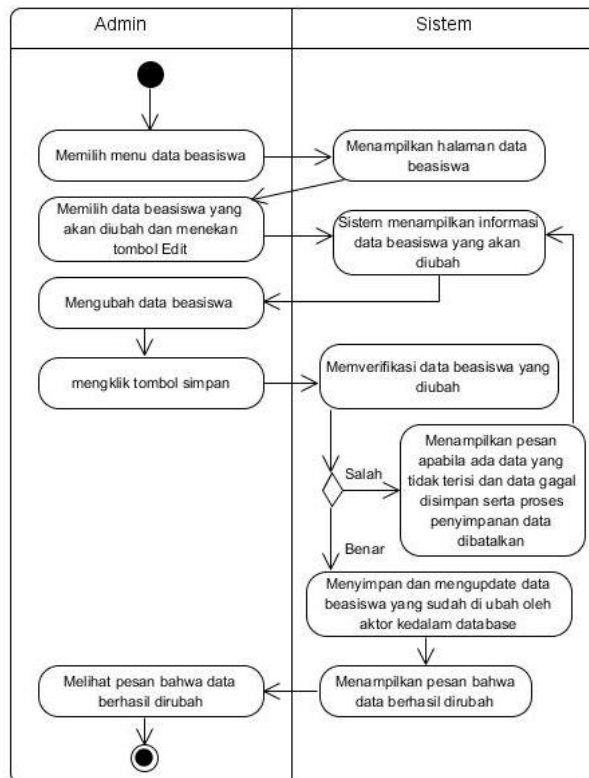 Admin
Sistem
Memilih menu data beasiswa
Menampilkan halaman data
beasiswa
Memilih data beasiswa yang
akan diubah dan menekan
tombol Edit
Sistem menampilkan informasi
data beasiswa yang akan
diubah
Mengubah data beasiswa
mengklik tombol simpan
Memverifikasi data beasiswa yang
diubah
Salah
Menampilkan pesan
apabila ada data yang
tidak terisi dan data gagal
disimpan serta proses
penyimpanan data
dibatalkan
Benar
Menyimpan dan mengupdate data
beasiswa yang sudah di ubah oleh
aktor kedalam database
Melihat pesan bahwa data
berhasil dirubah
Menampilkan pesan bahwa
data berhasil dirubah